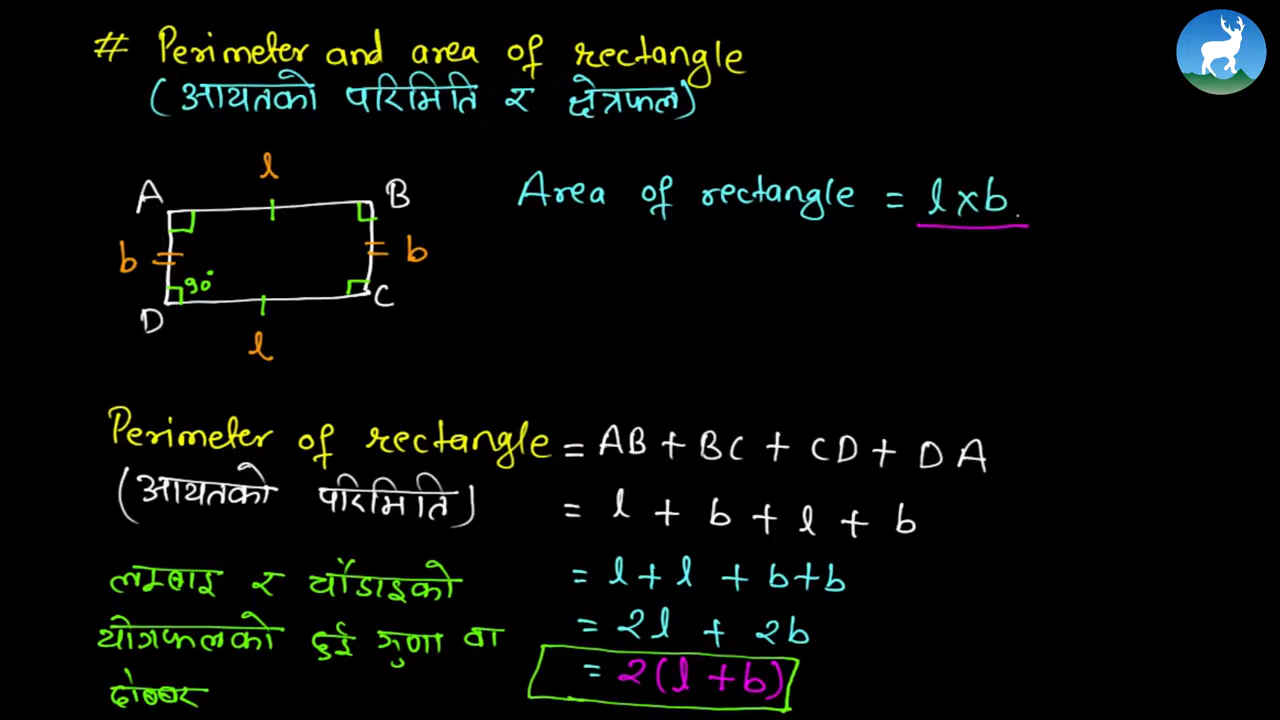 # Perimeter and area of rectangle
(आयतको परिमिति र क्षेत्रफल)
l
A
B
Area of rectangle = l×b.
b
b
90°
D
C
l
Perimeter of rectangle = AB + BC + CD + DA
(आयतको परिमिति)
= l + b + l + b
लम्बाइ र चौंडाइको
= l + l + b + b
योगफलको दुई गुणा वा
= 2l + 2b
दोब्बर
= 2(l + b)